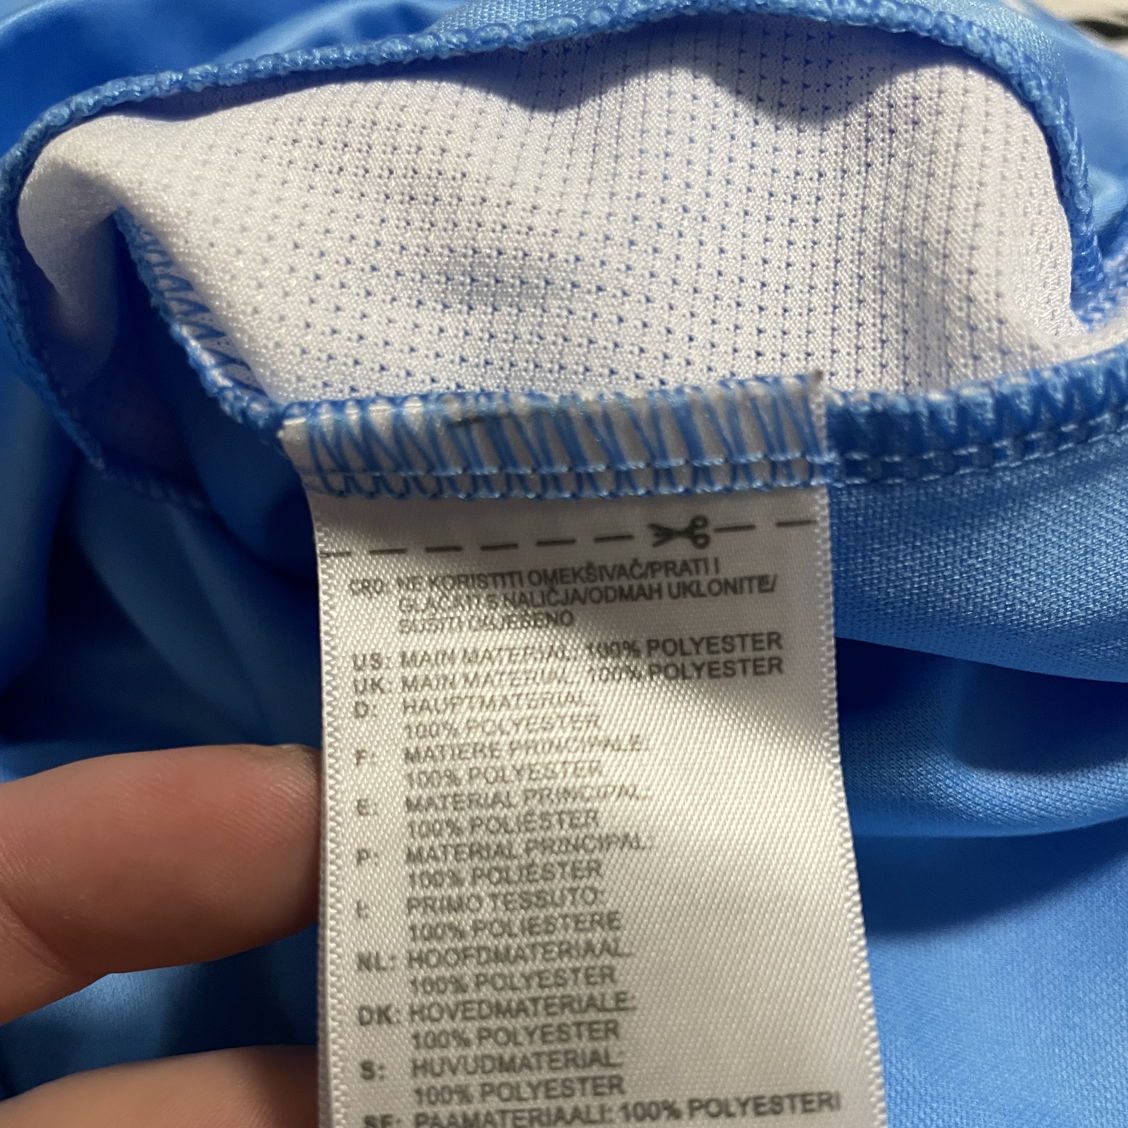 CRO: NE KORISTITI OMEKŠIVAČ/PRATI I
GLAČATI S NALIČJA/ODMAH UKLONITE/
SUŠITI OBJEŠENO
US: MAIN MATERIAL: 100% POLYESTER
UK: MAIN MATERIAL: 100% POLYESTER
D: HAUPTMATERIAL:
100% POLYESTER
F: MATIERE PRINCIPALE:
100% POLYESTER
E: MATERIAL PRINCIPAL:
100% POLIÉSTER
P: MATERIAL PRINCIPAL:
100% POLIÉSTER
I: PRIMO TESSUTO:
100% POLIESTERE
NL: HOOFDMATERIAAL:
100% POLYESTER
DK: HOVEDMATERIALE:
100% POLYESTER
S: HUVUDMATERIAL:
100% POLYESTER
SF: PÄÄMATERIAALI: 100% POLYESTERI